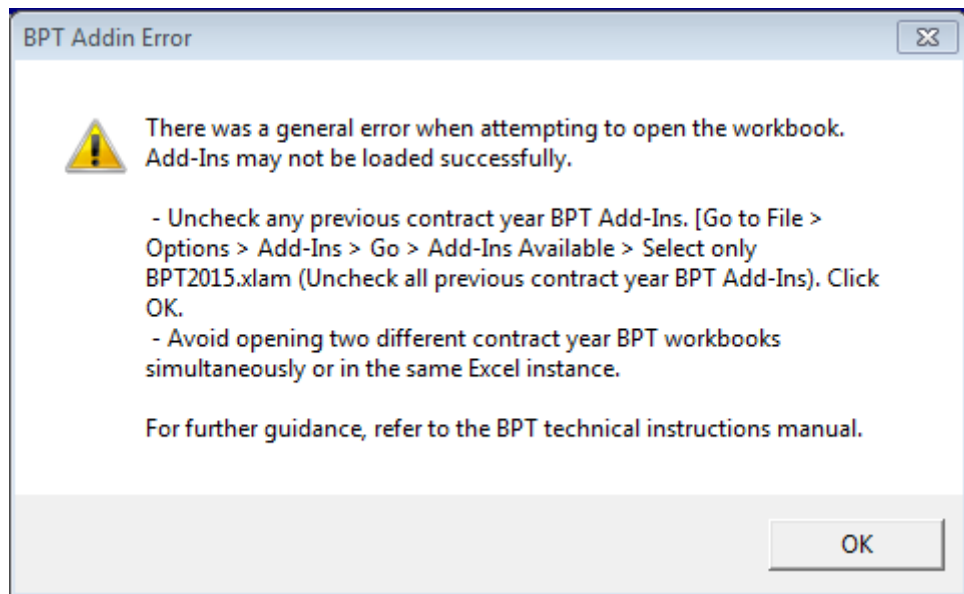 BPT Addin Error
There was a general error when attempting to open the workbook.
Add-Ins may not be loaded successfully.
- Uncheck any previous contract year BPT Add-Ins. [Go to File >
Options > Add-Ins > Go > Add-Ins Available > Select only
BPT2015.xlam (Uncheck all previous contract year BPT Add-Ins). Click
OK.
- Avoid opening two different contract year BPT workbooks
simultaneously or in the same Excel instance.
For further guidance, refer to the BPT technical instructions manual.
OK